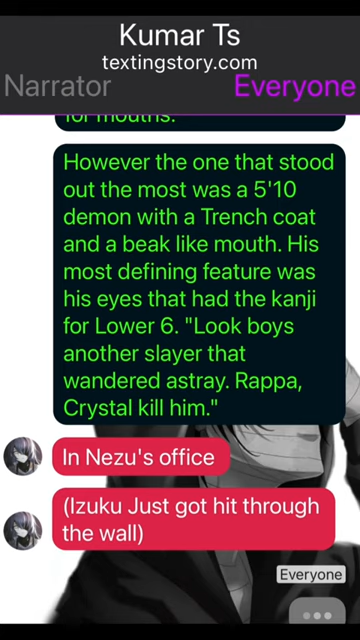 Kumar Ts
textingstory.com
Narrator
Everyone
for mouths.
However the one that stood
out the most was a 5'10
demon with a Trench coat
and a beak like mouth. His
most defining feature was
his eyes that had the kanji
for Lower 6. "Look boys
another slayer that
wandered astray. Rappa,
Crystal kill him."
In Nezu's office
(Izuku Just got hit through
the wall)
Everyone